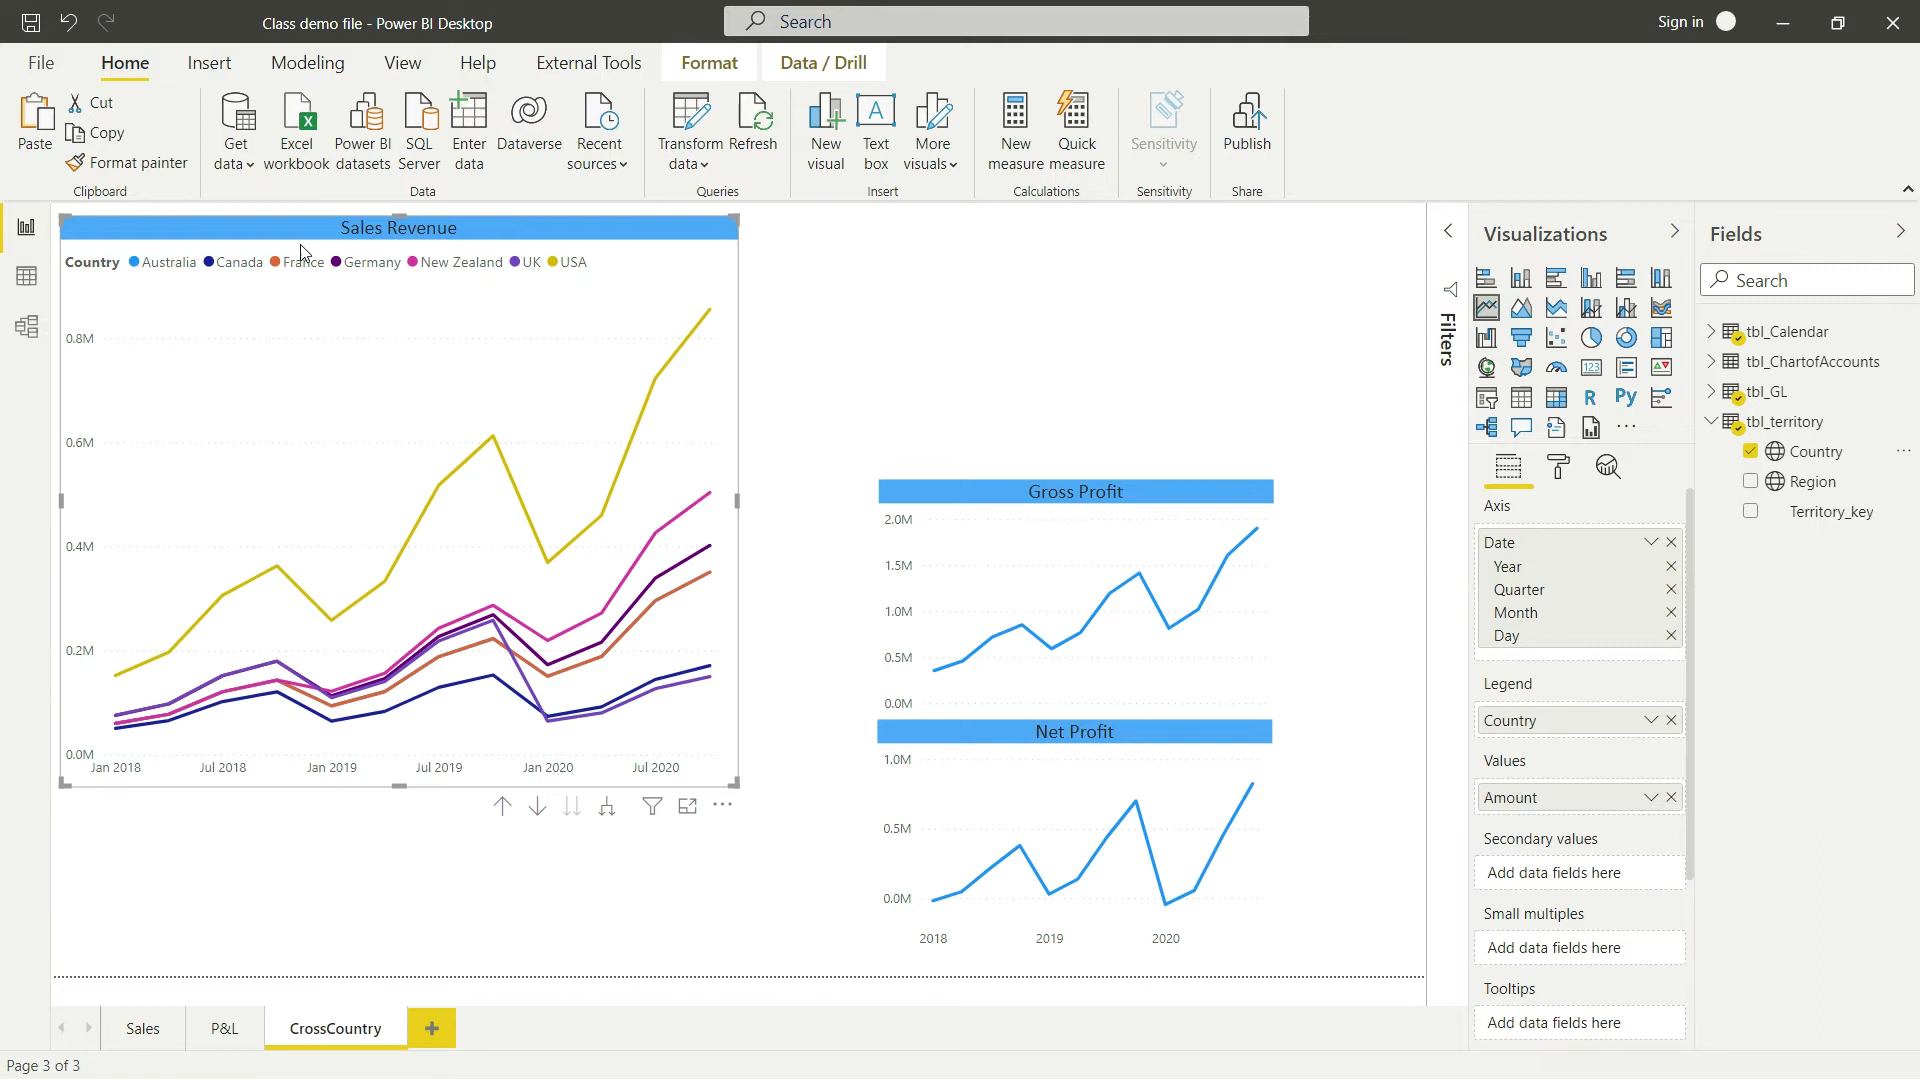 Class demo file - Power BI Desktop
Search
Sign in
File Home Insert Modeling View Help External Tools Format Data / Drill
Paste
Cut
Copy
Format painter
Clipboard
Get data
Excel workbook
Power BI datasets
SQL Server
Enter data
Dataverse
Recent sources
Data
Transform data
Refresh
Queries
New visual
A
Text box
More visuals
Insert
New measure
Quick measure
Calculations
Sensitivity
Sensitivity
Publish
Share
Sales Revenue
Country Australia Canada France Germany New Zealand UK USA
0.8M
0.6M
0.4M
0.2M
0.0M
Jan 2018 Jul 2018 Jan 2019 Jul 2019 Jan 2020 Jul 2020
Gross Profit
2.0M
1.5M
1.0M
0.5M
0.0M
Net Profit
1.0M
0.5M
0.0M
2018 2019 2020
Filters
Visualizations
123
R
Py
Axis
Date
Year
Quarter
Month
Day
Legend
Country
Values
Amount
Secondary values
Add data fields here
Small multiples
Add data fields here
Tooltips
Add data fields here
Fields
Search
tbl_Calendar
tbl_ChartofAccounts
tbl_GL
tbl_territory
Country
Region
Territory_key
Sales P&L CrossCountry
Page 3 of 3